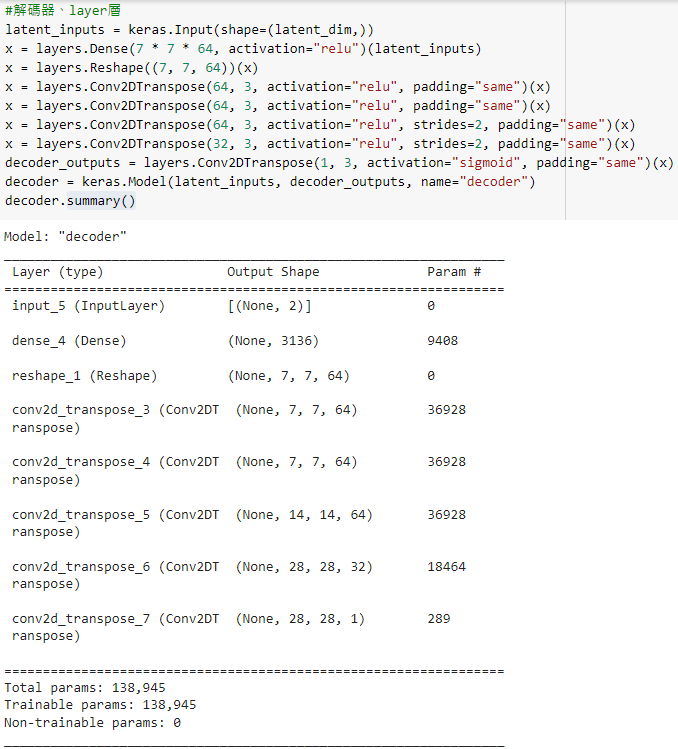 #解碼器、layer層
latent_inputs = keras.Input(shape=(latent_dim,))
x = layers.Dense(7 * 7 * 64, activation="relu")(latent_inputs)
x = layers.Reshape((7, 7, 64))(x)
x = layers.Conv2DTranspose(64, 3, activation="relu", padding="same")(x)
x = layers.Conv2DTranspose(64, 3, activation="relu", padding="same")(x)
x = layers.Conv2DTranspose(64, 3, activation="relu", strides=2, padding="same")(x)
x = layers.Conv2DTranspose(32, 3, activation="relu", strides=2, padding="same")(x)
decoder_outputs = layers.Conv2DTranspose(1, 3, activation="sigmoid", padding="same")(x)
decoder = keras.Model(latent_inputs, decoder_outputs, name="decoder")
decoder.summary()
Model: "decoder"
Layer (type) Output Shape Param #
input_5 (InputLayer) [(None, 2)] 0
dense_4 (Dense) (None, 3136) 9408
reshape_1 (Reshape) (None, 7, 7, 64) 0
conv2d_transpose_3 (Conv2DT (None, 7, 7, 64) 36928
ranspose)
conv2d_transpose_4 (Conv2DT (None, 7, 7, 64) 36928
ranspose)
conv2d_transpose_5 (Conv2DT (None, 14, 14, 64) 36928
ranspose)
conv2d_transpose_6 (Conv2DT (None, 28, 28, 32) 18464
ranspose)
conv2d_transpose_7 (Conv2DT (None, 28, 28, 1) 289
ranspose)
Total params: 138,945
Trainable params: 138,945
Non-trainable params: 0